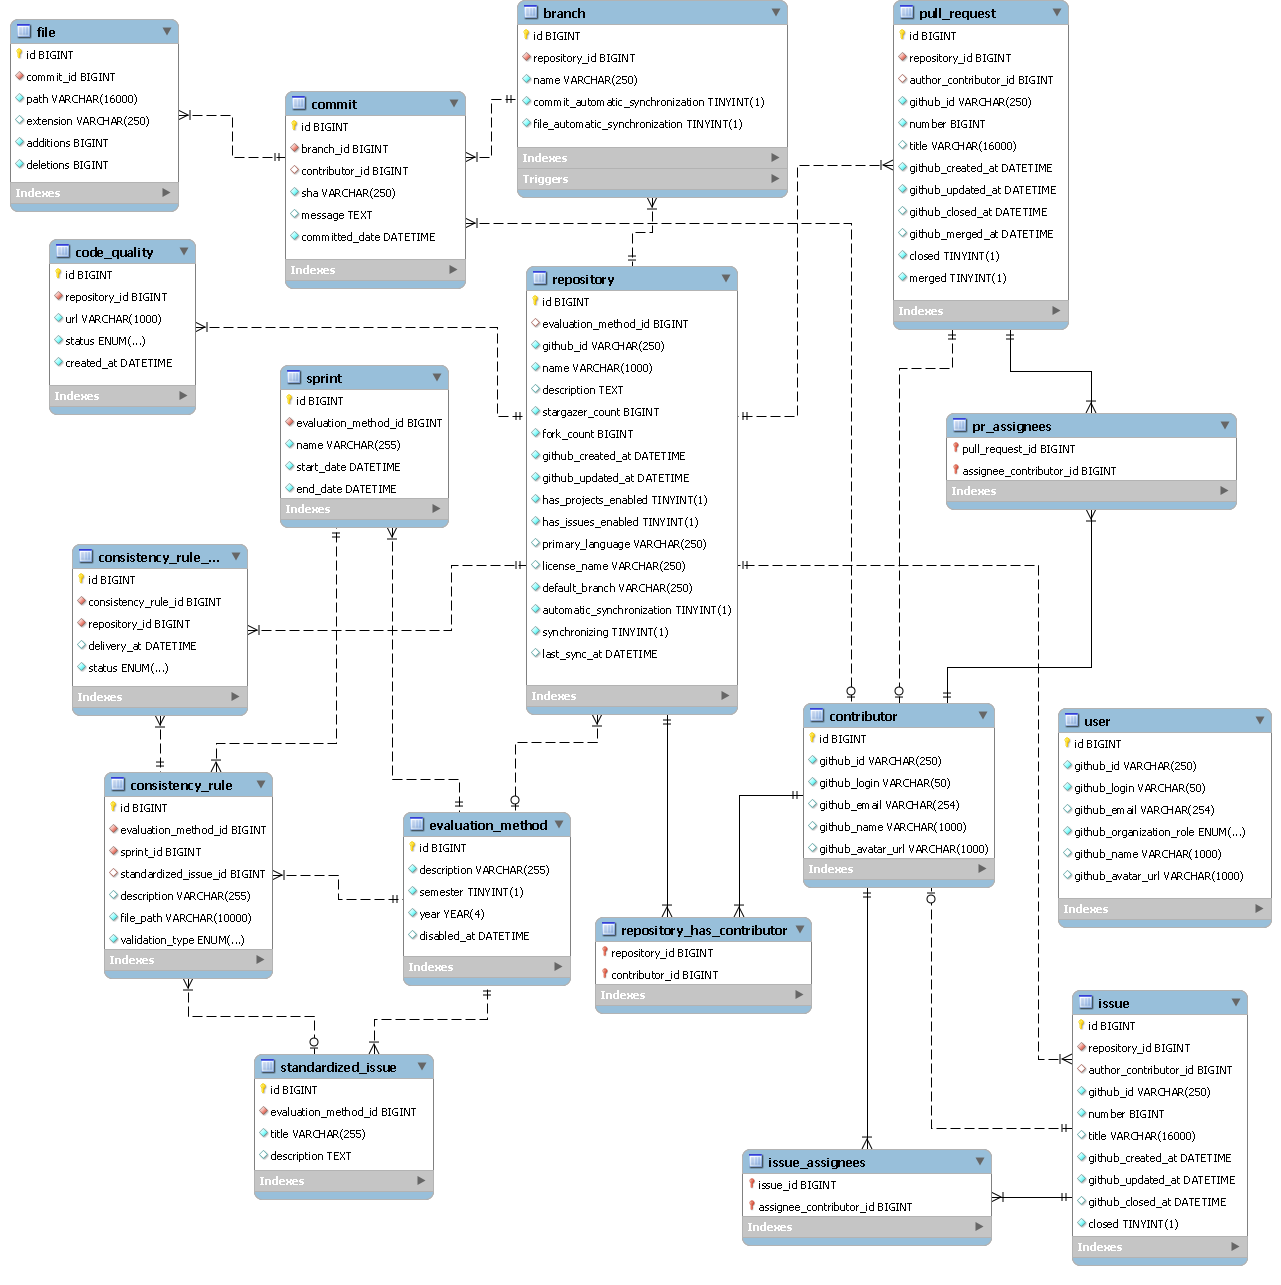 file
id BIGINT
commit_id BIGINT
path VARCHAR(16000)
extension VARCHAR(250)
additions BIGINT
deletions BIGINT
Indexes
commit
id BIGINT
branch_id BIGINT
contributor_id BIGINT
sha VARCHAR(250)
message TEXT
committed_date DATETIME
Indexes
branch
id BIGINT
repository_id BIGINT
name VARCHAR(250)
commit_automatic_synchronization TINYINT(1)
file_automatic_synchronization TINYINT(1)
Indexes
Triggers
pull_request
id BIGINT
repository_id BIGINT
author_contributor_id BIGINT
github_id VARCHAR(250)
number BIGINT
title VARCHAR(16000)
github_created_at DATETIME
github_updated_at DATETIME
github_closed_at DATETIME
github_merged_at DATETIME
closed TINYINT(1)
merged TINYINT(1)
Indexes
code_quality
id BIGINT
repository_id BIGINT
url VARCHAR(1000)
status ENUM(...)
created_at DATETIME
Indexes
repository
id BIGINT
evaluation_method_id BIGINT
github_id VARCHAR(250)
name VARCHAR(1000)
description TEXT
stargazer_count BIGINT
fork_count BIGINT
github_created_at DATETIME
github_updated_at DATETIME
has_projects_enabled TINYINT(1)
has_issues_enabled TINYINT(1)
primary_language VARCHAR(250)
license_name VARCHAR(250)
default_branch VARCHAR(250)
automatic_synchronization TINYINT(1)
synchronizing TINYINT(1)
last_sync_at DATETIME
Indexes
sprint
id BIGINT
evaluation_method_id BIGINT
name VARCHAR(255)
start_date DATETIME
end_date DATETIME
Indexes
pr_assignees
pull_request_id BIGINT
assignee_contributor_id BIGINT
Indexes
consistency_rule_...
id BIGINT
consistency_rule_id BIGINT
repository_id BIGINT
delivery_at DATETIME
status ENUM(...)
Indexes
contributor
id BIGINT
github_id VARCHAR(250)
github_login VARCHAR(50)
github_email VARCHAR(254)
github_name VARCHAR(1000)
github_avatar_url VARCHAR(1000)
Indexes
user
id BIGINT
github_id VARCHAR(250)
github_login VARCHAR(50)
github_email VARCHAR(254)
github_organization_role ENUM(...)
github_name VARCHAR(1000)
github_avatar_url VARCHAR(1000)
Indexes
consistency_rule
id BIGINT
evaluation_method_id BIGINT
sprint_id BIGINT
standardized_issue_id BIGINT
description VARCHAR(255)
file_path VARCHAR(10000)
validation_type ENUM(...)
Indexes
evaluation_method
id BIGINT
description VARCHAR(255)
semester TINYINT(1)
year YEAR(4)
disabled_at DATETIME
Indexes
repository_has_contributor
repository_id BIGINT
contributor_id BIGINT
Indexes
issue
id BIGINT
repository_id BIGINT
author_contributor_id BIGINT
github_id VARCHAR(250)
number BIGINT
title VARCHAR(16000)
github_created_at DATETIME
github_updated_at DATETIME
github_closed_at DATETIME
closed TINYINT(1)
Indexes
standardized_issue
id BIGINT
evaluation_method_id BIGINT
title VARCHAR(255)
description TEXT
Indexes
issue_assignees
issue_id BIGINT
assignee_contributor_id BIGINT
Indexes